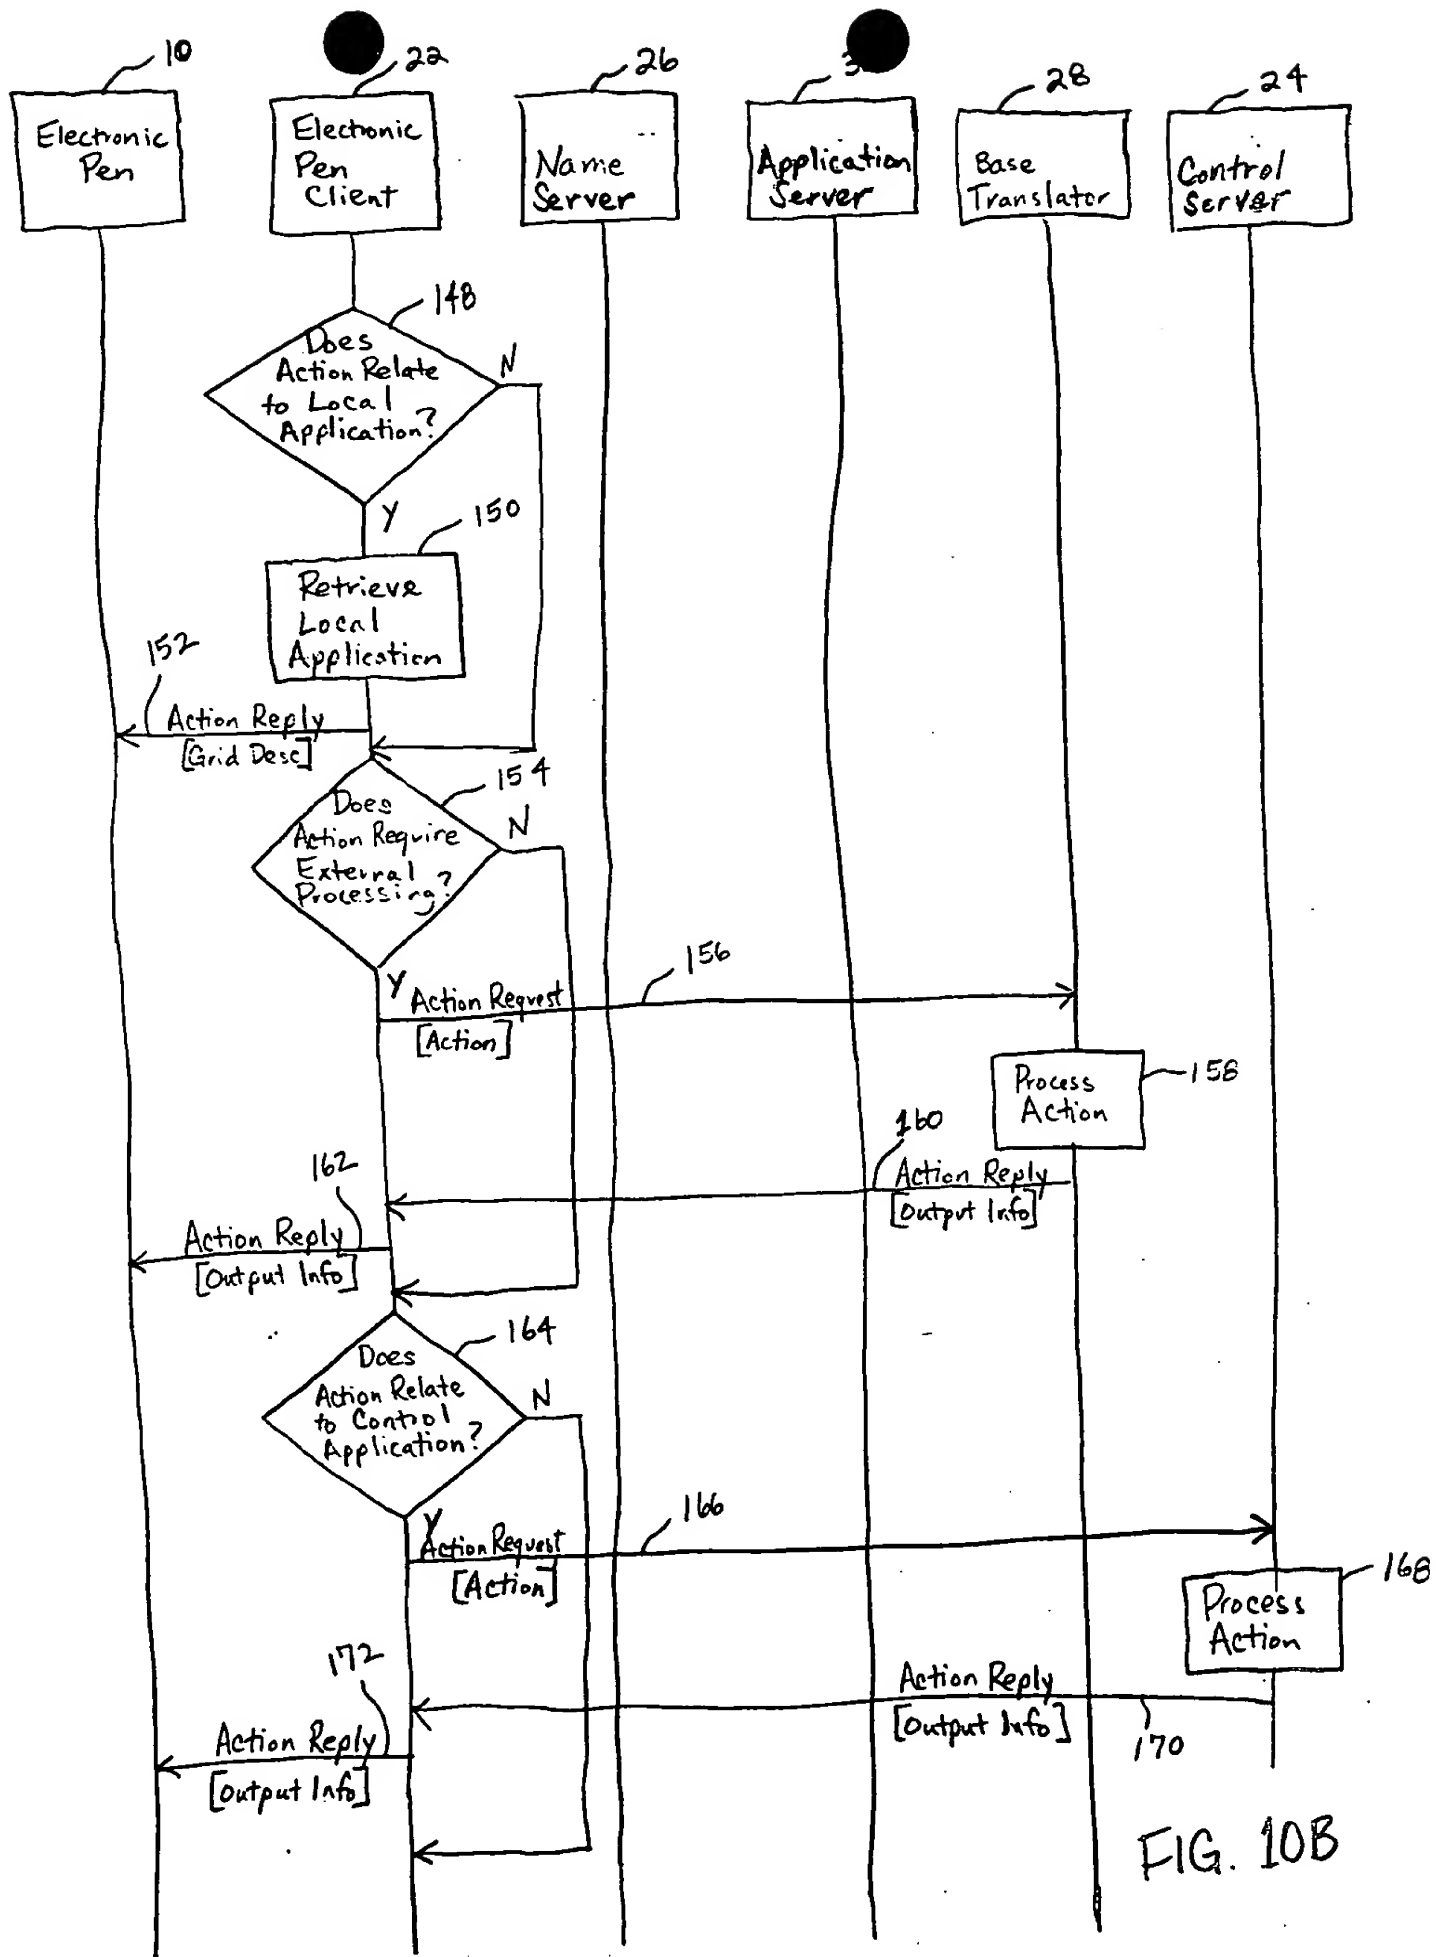 10
22
26
3
28
24
Electronic
Pen
Electronic
Pen
Client
Name
Server
Application
Server
Base
Translator
Control
Server
148
Does
Action Relate
to Local
Application?
N
Y
150
Retrieve
Local
Application
152
Action Reply
[Grid Desc]
154
Does
Action Require
External
Processing?
N
Y
156
Action Request
[Action]
158
Process
Action
160
Action Reply
[Output Info]
162
Action Reply
[Output Info]
164
Does
Action Relate
to Control
Application?
N
Y
166
Action Request
[Action]
168
Process
Action
Action Reply
[Output Info]
170
172
Action Reply
[Output Info]
FIG. 10B